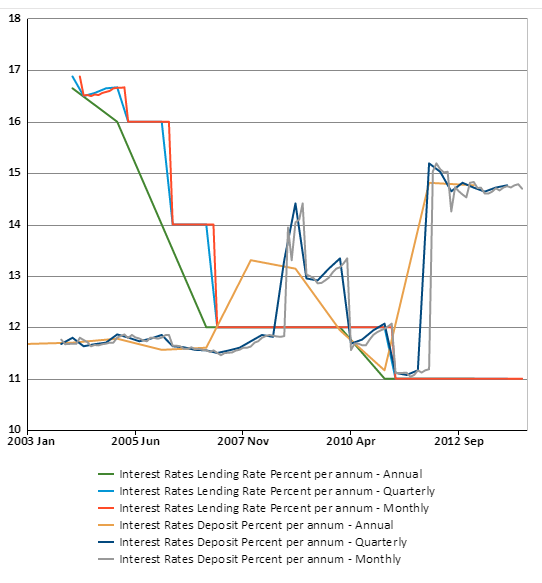 18
17
16
15
14
13
12
11
10
2003 Jan 2005 Jun 2007 Nov 2010 Apr 2012 Sep
Interest Rates Lending Rate Percent per annum - Annual
Interest Rates Lending Rate Percent per annum - Quarterly
Interest Rates Lending Rate Percent per annum - Monthly
Interest Rates Deposit Percent per annum - Annual
Interest Rates Deposit Percent per annum - Quarterly
Interest Rates Deposit Percent per annum - Monthly